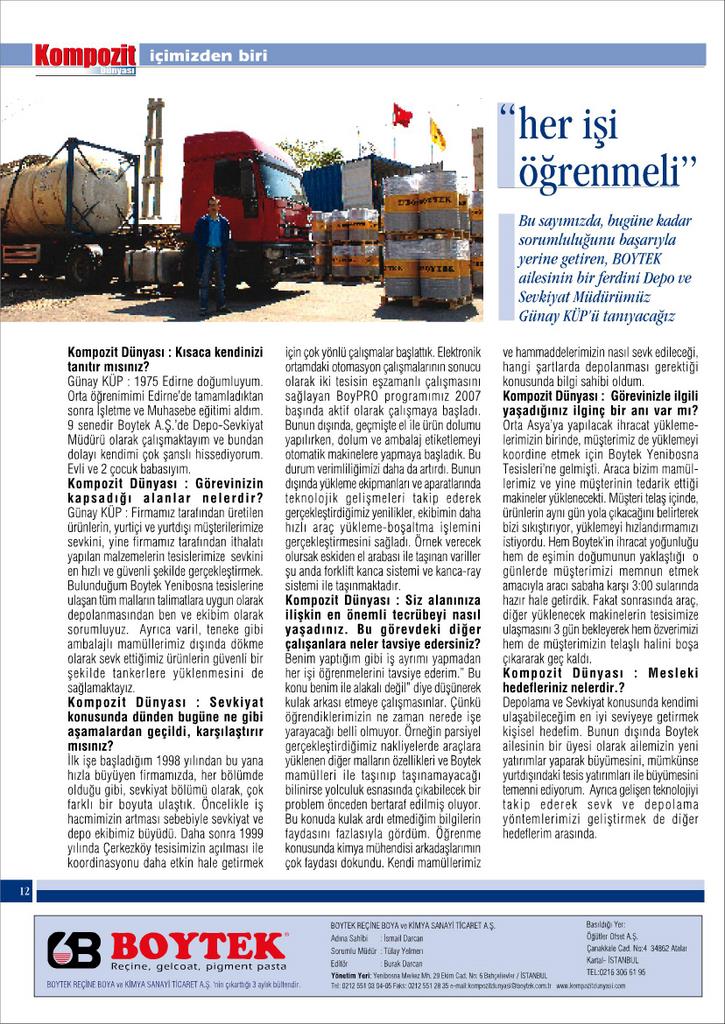 Kompozit
Dünyası
içimizden biri
BOYTEK
BOYTEK
“her işi
öğrenmeli”
Bu sayımızda, bugüne kadar
sorumluluğunu başarıyla
yerine getiren, BOYTEK
ailesinin bir ferdini Depo ve
Sevkiyat Müdürümüz
Günay KÜP'ü tanıyacağız
Kompozit Dünyası : Kısaca kendinizi
tanıtır mısınız?
Günay KÜP : 1975 Edirne doğumluyum.
Orta öğrenimimi Edirne'de tamamladıktan
sonra İşletme ve Muhasebe eğitimi aldım.
9 senedir Boytek A.Ş.'de Depo-Sevkiyat
Müdürü olarak çalışmaktayım ve bundan
dolayı kendimi çok şanslı hissediyorum.
Evli ve 2 çocuk babasıyım.
Kompozit Dünyası : Görevinizin
kapsadığı alanlar nelerdir?
Günay KÜP : Firmamız tarafından üretilen
ürünlerin, yurtiçi ve yurtdışı müşterilerimize
sevkini, yine firmamız tarafından ithalatı
yapılan malzemelerin tesislerimize sevkini
en hızlı ve güvenli şekilde gerçekleştirmek.
Bulunduğum Boytek Yenibosna tesislerine
ulaşan tüm malların talimatlara uygun olarak
depolanmasından ben ve ekibim olarak
sorumluyuz. Ayrıca varil, teneke gibi
ambalajlı mamüllerimiz dışında dökme
olarak sevk ettiğimiz ürünlerin güvenli bir
şekilde tankerlere yüklenmesini de
sağlamaktayız.
Kompozit Dünyası : Sevkiyat
konusunda dünden bugüne ne gibi
aşamalardan geçildi, karşılaştırır
mısınız?
İlk işe başladığım 1998 yılından bu yana
hızla büyüyen firmamızda, her bölümde
olduğu gibi, sevkiyat bölümü olarak, çok
farklı bir boyuta ulaştık. Öncelikle iş
hacmimizin artması sebebiyle sevkiyat ve
depo ekibimiz büyüdü. Daha sonra 1999
yılında Çerkezköy tesisimizin açılması ile
koordinasyonu daha etkin hale getirmek
için çok yönlü çalışmalar başlattık. Elektronik
ortamdaki otomasyon çalışmalarının sonucu
olarak iki tesisin eşzamanlı çalışmasını
sağlayan BoyPRO programımız 2007
başında aktif olarak çalışmaya başladı.
Bunun dışında, geçmişte el ile ürün dolumu
yapılırken, dolum ve ambalaj etiketlemeyi
otomatik makinelere yapmaya başladık. Bu
durum verimliliğimizi daha da artırdı. Bunun
dışında yükleme ekipmanları ve aparatlarında
teknolojik gelişmeleri takip ederek
gerçekleştirdiğimiz yenilikler, ekibimin daha
hızlı araç yükleme-boşaltma işlemini
gerçekleştirmesini sağladı. Örnek verecek
olursak eskiden el arabası ile taşınan variller
şu anda forklift kanca sistemi ve kanca-ray
sistemi ile taşınmaktadır.
Kompozit Dünyası : Siz alanınıza
ilişkin en önemli tecrübeyi nasıl
yaşadınız. Bu görevdeki diğer
çalışanlara neler tavsiye edersiniz?
Benim yaptığım gibi iş ayrımı yapmadan
her işi öğrenmelerini tavsiye ederim.” Bu
konu benim ile alakalı değil” diye düşünerek
kulak arkası etmeye çalışmasınlar. Çünkü
öğrendiklerimizin ne zaman nerede işe
yarayacağı belli olmuyor. Örneğin parsiyel
gerçekleştirdiğimiz nakliyelerde araçlara
yüklenen diğer malların özellikleri ve Boytek
mamülleri ile taşınıp taşınamayacağı
bilinirse yolculuk esnasında çıkabilecek bir
problem önceden bertaraf edilmiş oluyor.
Bu konuda kulak ardı etmediğim bilgilerin
faydasını fazlasıyla gördüm. Öğrenme
konusunda kimya mühendisi arkadaşlarımın
çok faydası dokundu. Kendi mamüllerimiz
ve hammaddelerimizin nasıl sevk edileceği,
hangi şartlarda depolanması gerektiği
konusunda bilgi sahibi oldum.
Kompozit Dünyası : Görevinizle ilgili
yaşadığınız ilginç bir anı var mı?
Orta Asya'ya yapılacak ihracat yükleme-
lerimizin birinde, müşterimiz de yüklemeyi
koordine etmek için Boytek Yenibosna
Tesisleri'ne gelmişti. Araca bizim mamül-
lerimiz ve yine müşterinin tedarik ettiği
makineler yüklenecekti. Müşteri telaş içinde,
ürünlerin aynı gün yola çıkacağını belirterek
bizi sıkıştırıyor, yüklemeyi hızlandırmamızı
istiyordu. Hem Boytek'in ihracat yoğunluğu
hem de eşimin doğumunun yaklaştığı o
günlerde müşterimizi memnun etmek
amacıyla aracı sabaha karşı 3:00 sularında
hazır hale getirdik. Fakat sonrasında araç,
diğer yüklenecek makinelerin tesisimize
ulaşmasını 3 gün bekleyerek hem özverimizi
hem de müşterimizin telaşlı halini boşa
çıkararak geç kaldı.
Kompozit Dünyası : Mesleki
hedefleriniz nelerdir.?
Depolama ve Sevkiyat konusunda kendimi
ulaşabileceğim en iyi seviyeye getirmek
kişisel hedefim. Bunun dışında Boytek
ailesinin bir üyesi olarak ailemizin yeni
yatırımlar yaparak büyümesini, mümkünse
yurtdışındaki tesis yatırımları ile büyümesini
temenni ediyorum. Ayrıca gelişen teknolojiyi
takip ederek sevk ve depolama
yöntemlerimizi geliştirmek de diğer
hedeflerim arasında.
12
BOYTEK
Reçine, gelcoat, pigment pasta
BOYTEK REÇİNE BOYA ve KİMYA SANAYİ TİCARET A.Ş. 'nin çıkarttığı 3 aylık bültendir.
BOYTEK REÇİNE BOYA ve KİMYA SANAYİ TİCARET A.Ş.
Adına Sahibi : İsmail Darcan
Sorumlu Müdür : Tülay Yelmen
Editör : Burak Darcan
Yönetim Yeri: Yenibosna Merkez Mh. 29 Ekim Cad. No: 6 Bahçelievler / İSTANBUL
Tel: 0212 551 03 04-05 Faks: 0212 551 28 35 e-mail: kompozitdunyasi@boytek.com.tr www.kompozitdunyasi.com
Basıldığı Yer:
Öğütler Ofset A.Ş.
Çanakkale Cad. No:4 34862 Atalar
Kartal- İSTANBUL
TEL:0216 306 61 95